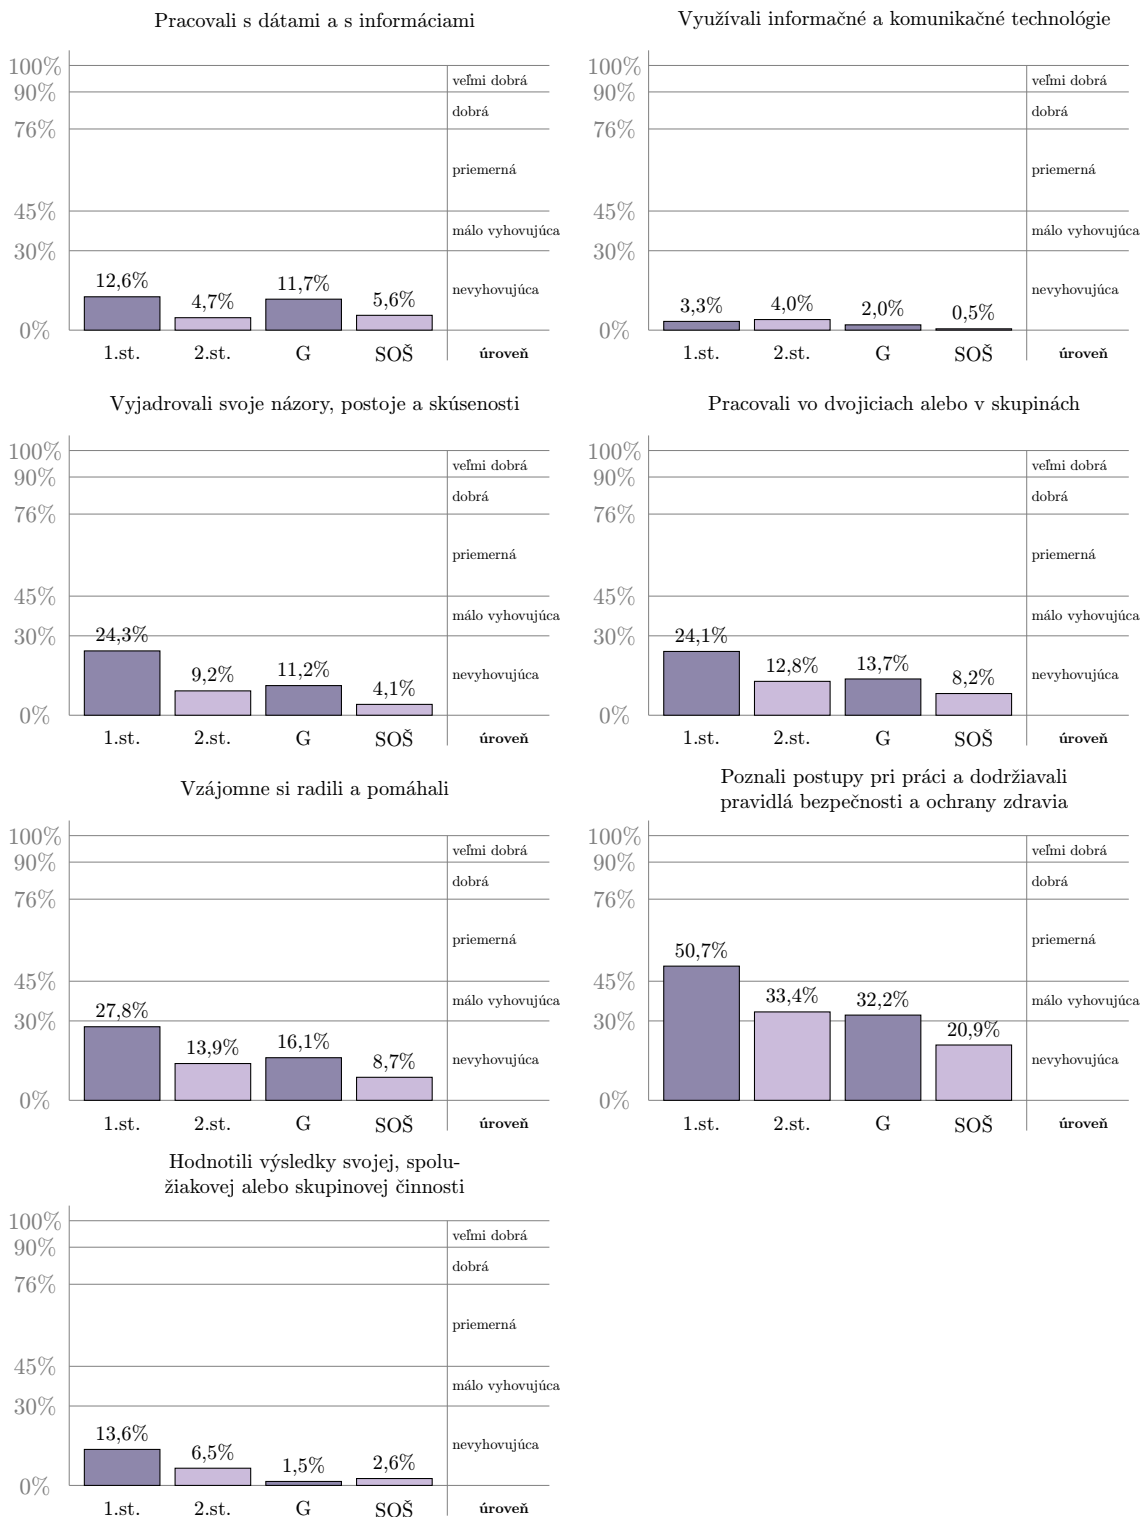 Pracovali s dátami a s informáciami
100%
90%
76%
45%
30%
0%
veľmi dobrá
dobrá
priemerná
málo vyhovujúca
nevyhovujúca
12,6%
4,7%
11,7%
5,6%
1.st. 2.st. G SOŠ úroveň
Využívali informačné a komunikačné technológie
100%
90%
76%
45%
30%
0%
veľmi dobrá
dobrá
priemerná
málo vyhovujúca
nevyhovujúca
3,3%
4,0%
2,0%
0,5%
1.st. 2.st. G SOŠ úroveň
Vyjadrovali svoje názory, postoje a skúsenosti
100%
90%
76%
45%
30%
0%
veľmi dobrá
dobrá
priemerná
málo vyhovujúca
nevyhovujúca
24,3%
9,2%
11,2%
4,1%
1.st. 2.st. G SOŠ úroveň
Pracovali vo dvojiciach alebo v skupinách
100%
90%
76%
45%
30%
0%
veľmi dobrá
dobrá
priemerná
málo vyhovujúca
nevyhovujúca
24,1%
12,8%
13,7%
8,2%
1.st. 2.st. G SOŠ úroveň
Vzájomne si radili a pomáhali
100%
90%
76%
45%
30%
0%
veľmi dobrá
dobrá
priemerná
málo vyhovujúca
nevyhovujúca
27,8%
13,9%
16,1%
8,7%
1.st. 2.st. G SOŠ úroveň
Poznali postupy pri práci a dodržiavali
pravidlá bezpečnosti a ochrany zdravia
100%
90%
76%
45%
30%
0%
veľmi dobrá
dobrá
priemerná
málo vyhovujúca
nevyhovujúca
50,7%
33,4%
32,2%
20,9%
1.st. 2.st. G SOŠ úroveň
Hodnotili výsledky svojej, spolu-
žiakovej alebo skupinovej činnosti
100%
90%
76%
45%
30%
0%
veľmi dobrá
dobrá
priemerná
málo vyhovujúca
nevyhovujúca
13,6%
6,5%
1,5%
2,6%
1.st. 2.st. G SOŠ úroveň